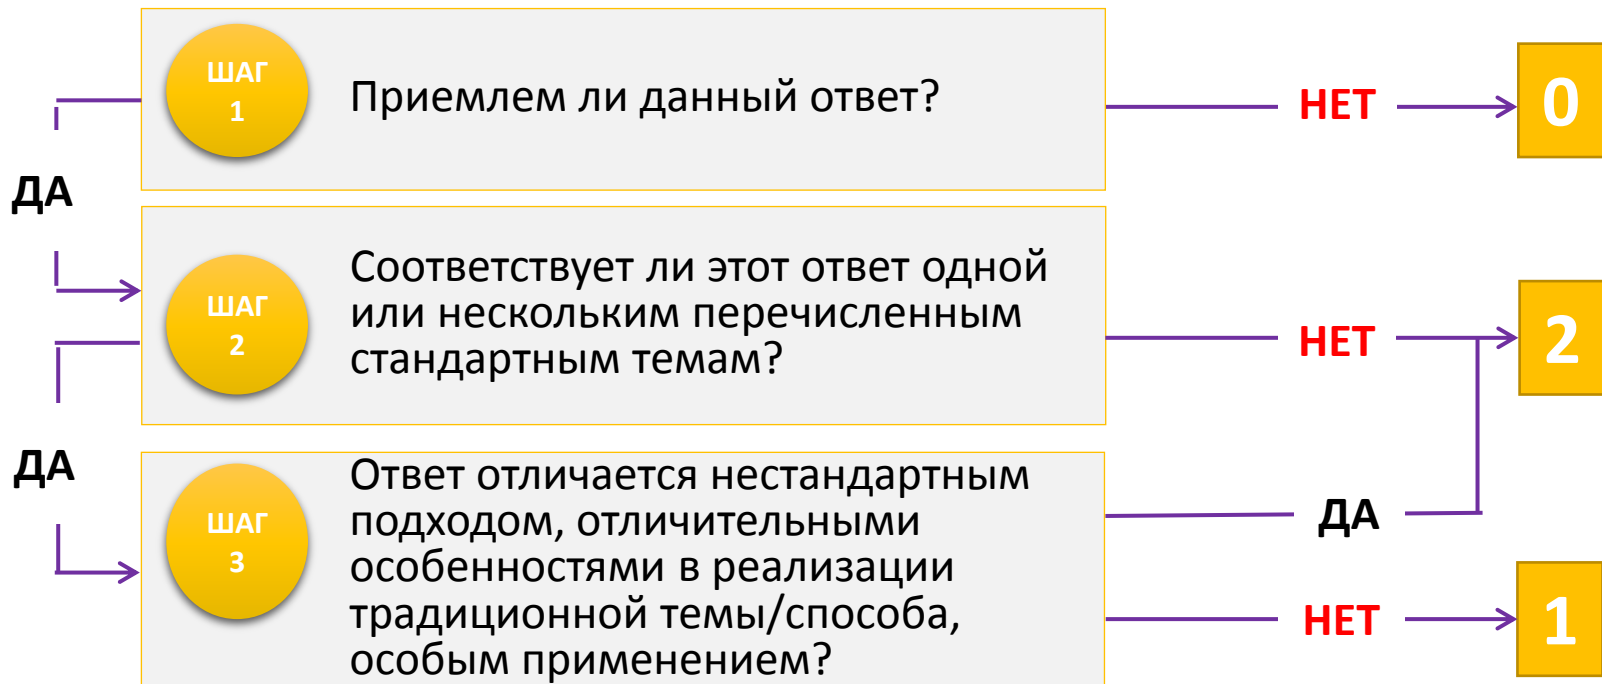 ШАГ
1
Приемлем ли данный ответ?
НЕТ
0
ДА
ШАГ
2
Соответствует ли этот ответ одной
или нескольким перечисленным
стандартным темам?
НЕТ
2
ДА
ШАГ
3
Ответ отличается нестандартным
подходом, отличительными
особенностями в реализации
традиционной темы/способа,
особым применением?
ДА
НЕТ
1